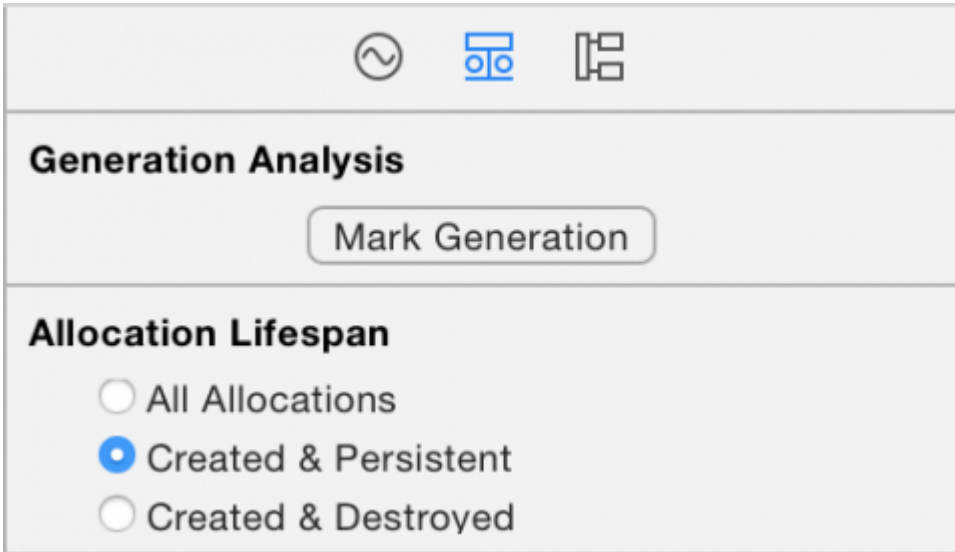 Generation Analysis
Mark Generation
Allocation Lifespan
All Allocations
Created & Persistent
Created & Destroyed